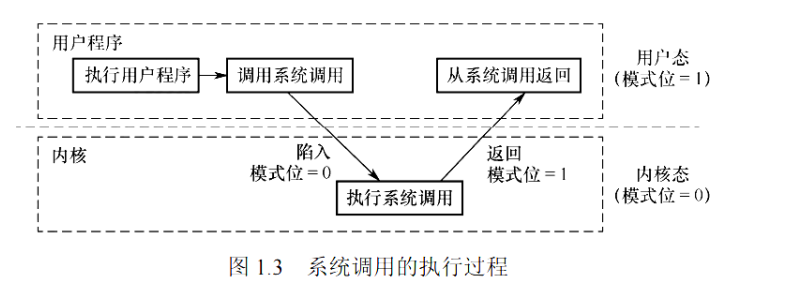 用户程序
执行用户程序
调用系统调用
从系统调用返回
用户态
(模式位=1)
内核
陷入
模式位=0
返回
模式位=1
执行系统调用
内核态
(模式位=0)
图 1.3 系统调用的执行过程